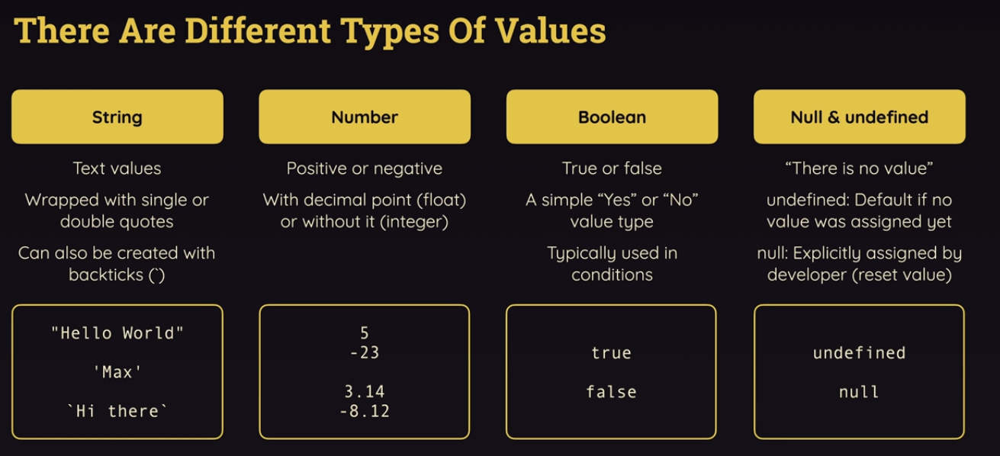 There Are Different Types Of Values
String
Text values
Wrapped with single or
double quotes
Can also be created with
backticks (`)
"Hello World"
'Max'
`Hi there`
Number
Positive or negative
With decimal point (float)
or without it (integer)
5
-23
3.14
-8.12
Boolean
True or false
A simple “Yes” or “No”
value type
Typically used in
conditions
true
false
Null & undefined
“There is no value”
undefined: Default if no
value was assigned yet
null: Explicitly assigned by
developer (reset value)
undefined
null